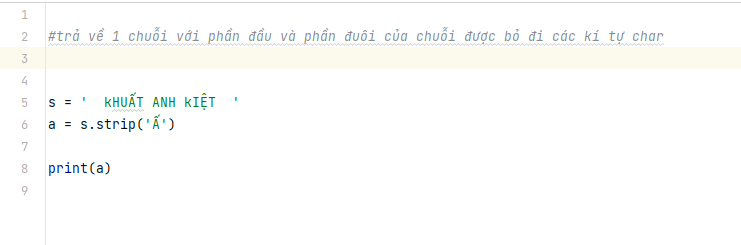 1
2 #trả về 1 chuỗi với phần đầu và phần đuôi của chuỗi được bỏ đi các kí tự char
3
4
5 s = '  kHUẤT ANH kIỆT  '
6 a = s.strip('Ấ')
7
8 print(a)
9